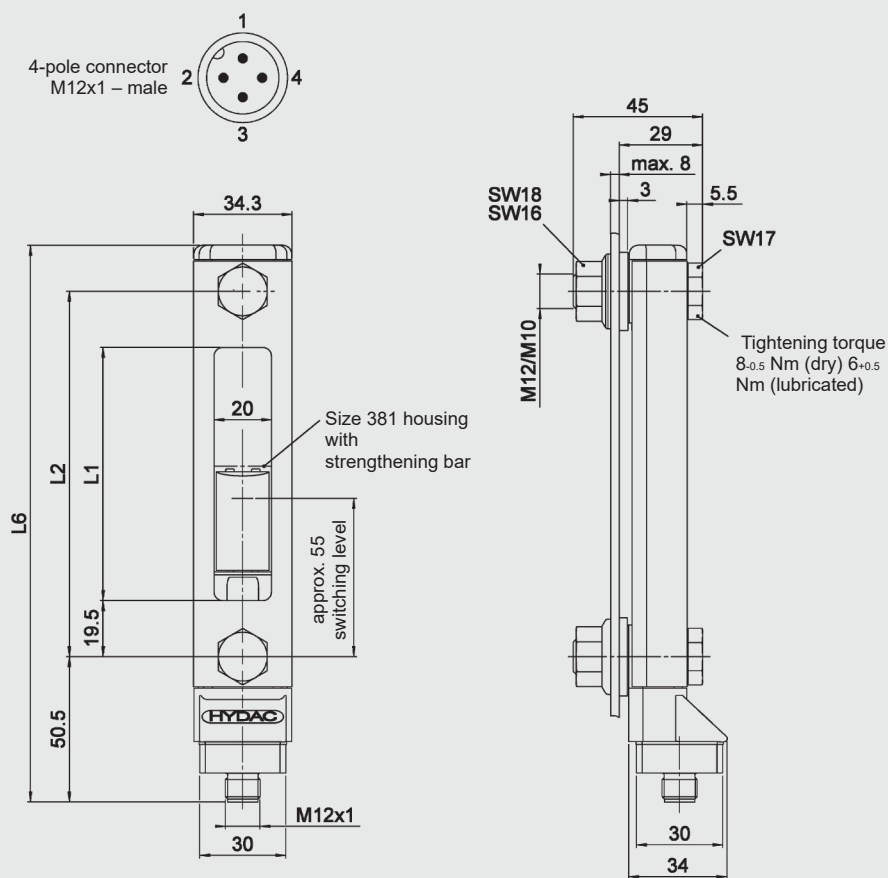 1
4-pole connector
M12x1 – male
2
4
3
34.3
20
Size 381 housing
with
strengthening bar
L6
L2
L1
19.5
50.5
approx. 55
switching level
HYDAC
M12x1
30
45
29
max. 8
3
5.5
SW18
SW16
SW17
M12/M10
Tightening torque
8-0.5 Nm (dry) 6+0.5
Nm (lubricated)
30
34